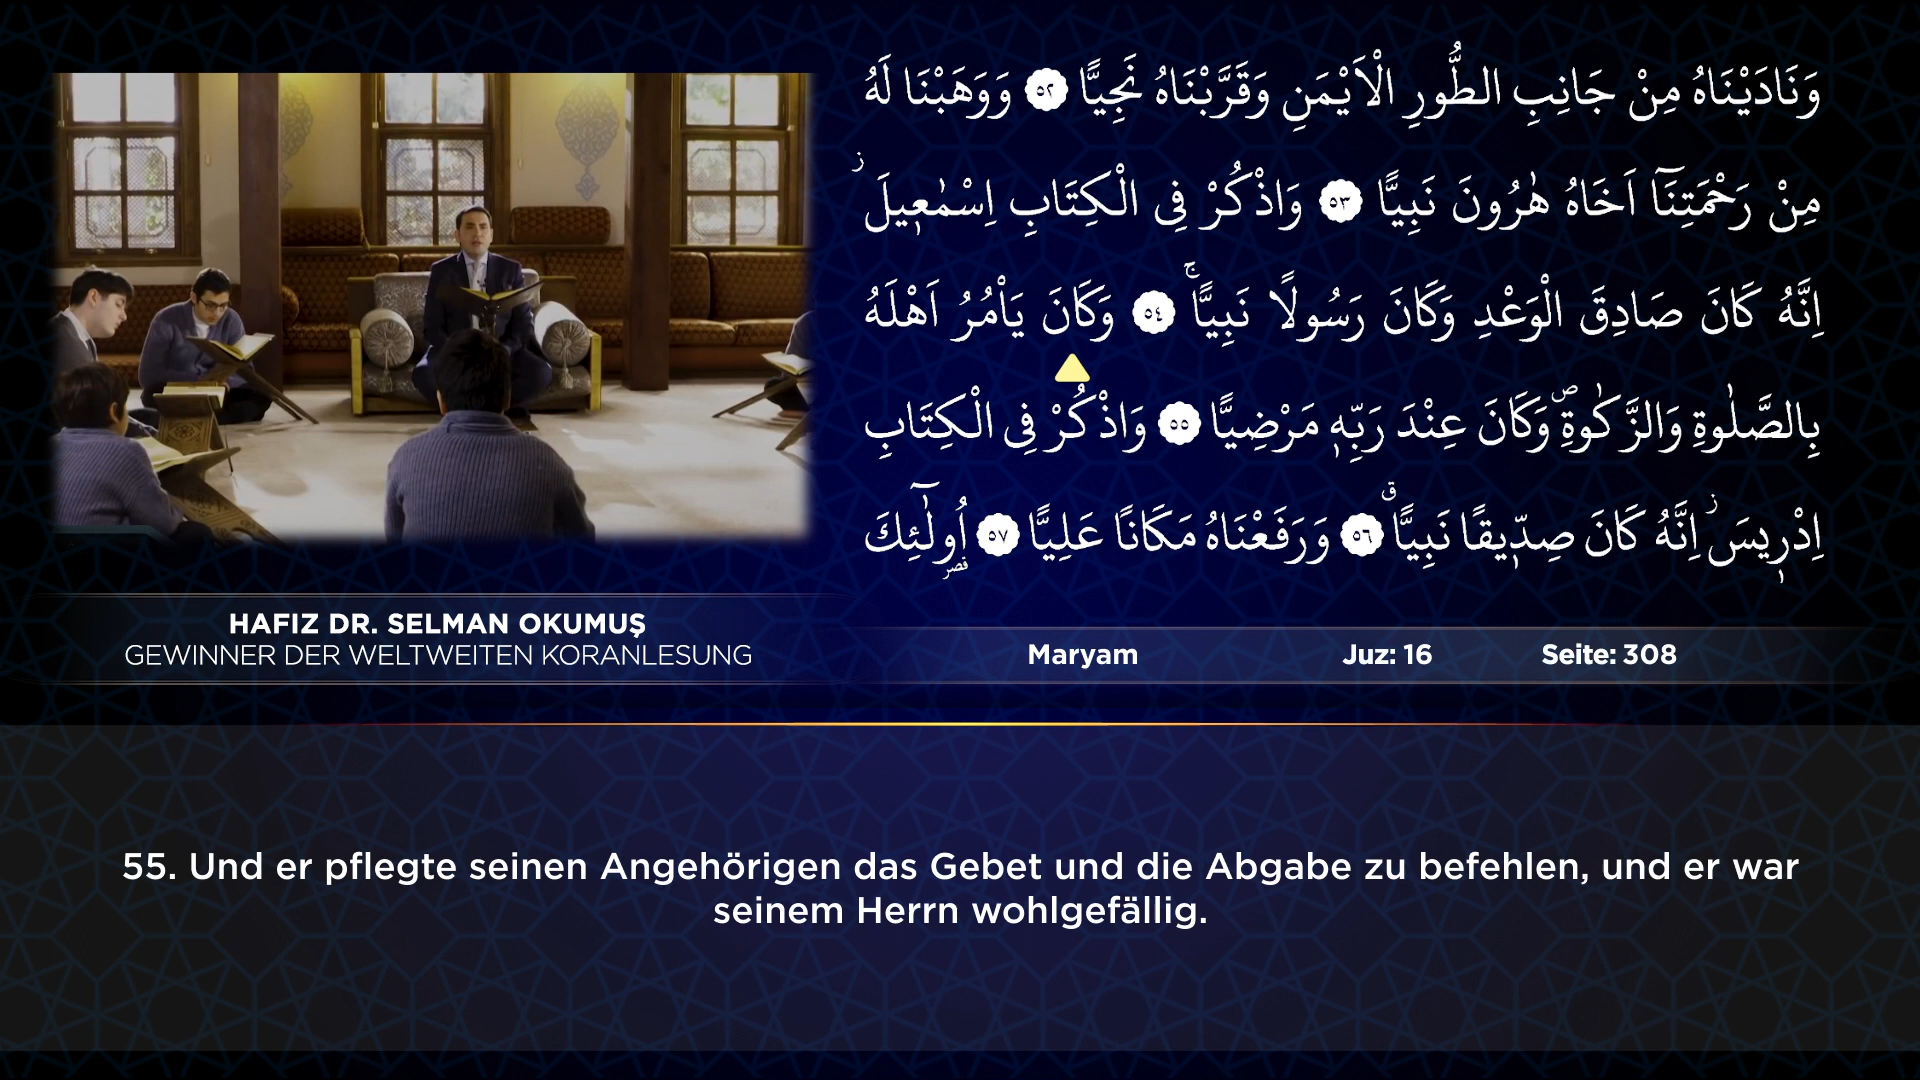 وَنَادَيْنَاهُ مِنْ جَانِبِ الطُّورِ الْاَيْمَنِ وَقَرَّبْنَاهُ نَجِيًّا ٥٢ وَوَهَبْنَا لَهُ
مِنْ رَحْمَتِنَٓا اَخَاهُ هٰرُونَ نَبِيًّا ٥٣ وَاذْكُرْ فِى الْكِتَابِ اِسْمٰعٖيلَ ز
اِنَّهُ كَانَ صَادِقَ الْوَعْدِ وَكَانَ رَسُولًا نَبِيًّاۚ ٥٤ وَكَانَ يَاْمُرُ اَهْلَهُ
بِالصَّلٰوةِ وَالزَّكٰوةِ ص وَكَانَ عِنْدَ رَبِّهٖ مَرْضِيًّا ٥٥ وَاذْكُرْ فِى الْكِتَابِ
اِدْرٖيسَ ز اِنَّهُ كَانَ صِدّٖيقًا نَبِيًّا ق ٥٦ وَرَفَعْنَاهُ مَكَانًا عَلِيًّا ٥٧ اُو۬لٰٓئِكَ قصر
HAFIZ DR. SELMAN OKUMUŞ
GEWINNER DER WELTWEITEN KORANLESUNG
Maryam Juz: 16 Seite: 308
55. Und er pflegte seinen Angehörigen das Gebet und die Abgabe zu befehlen, und er war
seinem Herrn wohlgefällig.